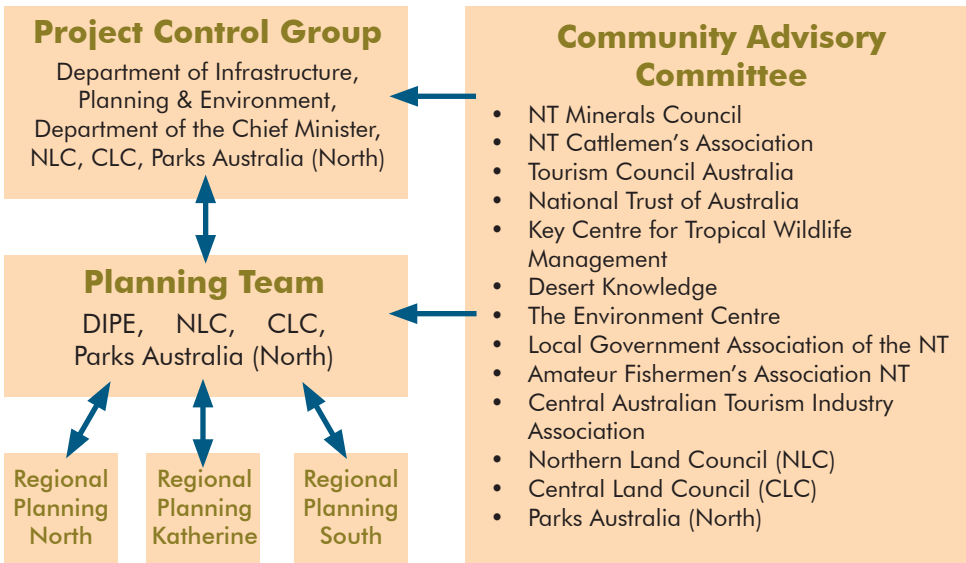 Project Control Group
Department of Infrastructure,
Planning & Environment,
Department of the Chief Minister,
NLC, CLC, Parks Australia (North)
Planning Team
DIPE, NLC, CLC,
Parks Australia (North)
Regional
Planning
North
Regional
Planning
Katherine
Regional
Planning
South
Community Advisory
Committee
• NT Minerals Council
• NT Cattlemen’s Association
• Tourism Council Australia
• National Trust of Australia
• Key Centre for Tropical Wildlife
Management
• Desert Knowledge
• The Environment Centre
• Local Government Association of the NT
• Amateur Fishermen’s Association NT
• Central Australian Tourism Industry
Association
• Northern Land Council (NLC)
• Central Land Council (CLC)
• Parks Australia (North)